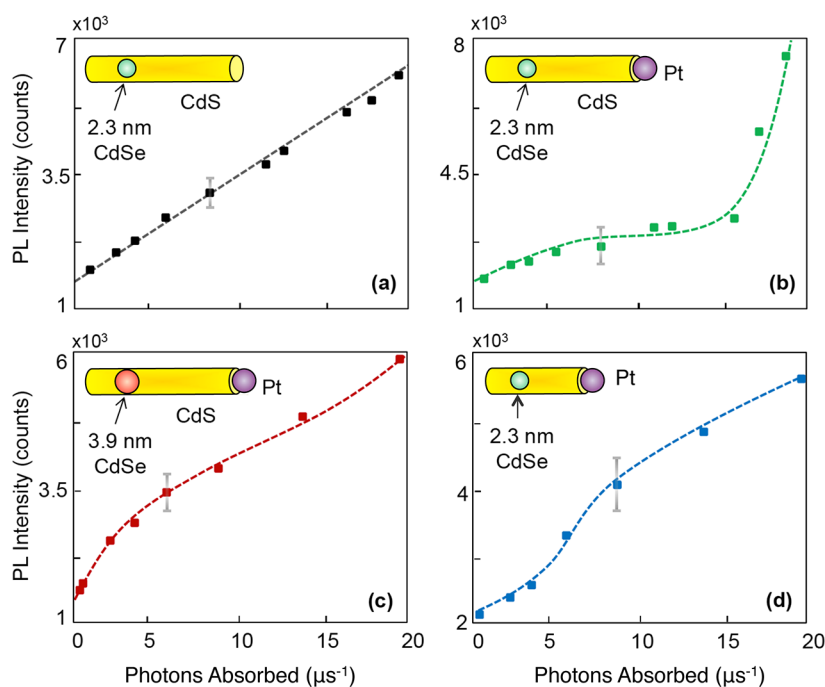 x10³
7
3.5
1
PL Intensity (counts)
CdS
2.3 nm
CdSe
(a)
x10³
8
4.5
1
Pt
CdS
2.3 nm
CdSe
(b)
x10³
6
3.5
1
PL Intensity (counts)
Pt
CdS
3.9 nm
CdSe
(c)
0 5 10 15 20
Photons Absorbed (µs⁻¹)
x10³
6
4
2
Pt
2.3 nm
CdSe
(d)
0 5 10 15 20
Photons Absorbed (µs⁻¹)